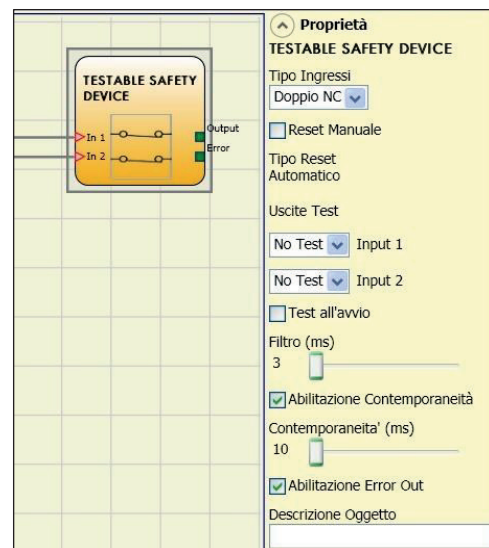 TESTABLE SAFETY
DEVICE
In 1
In 2
Output
Error
Proprietà
TESTABLE SAFETY DEVICE
Tipo Ingressi
Doppio NC
Reset Manuale
Tipo Reset
Automatico
Uscite Test
No Test Input 1
No Test Input 2
Test all'avvio
Filtro (ms)
3
Abilitazione Contemporaneità
Contemporaneita' (ms)
10
Abilitazione Error Out
Descrizione Oggetto